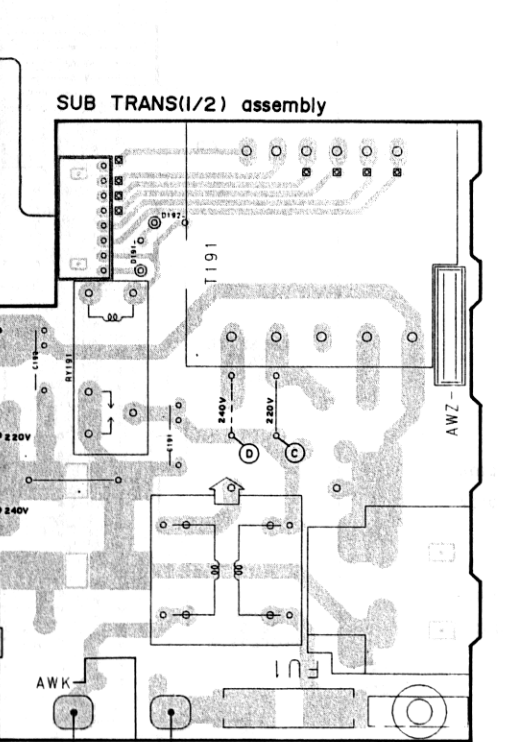 SUB TRANS(1/2) assembly
D192
D191
T191
C192
RY191
240V
220V
AWZ-
C191
220V
D
C
240V
FU1
AWK